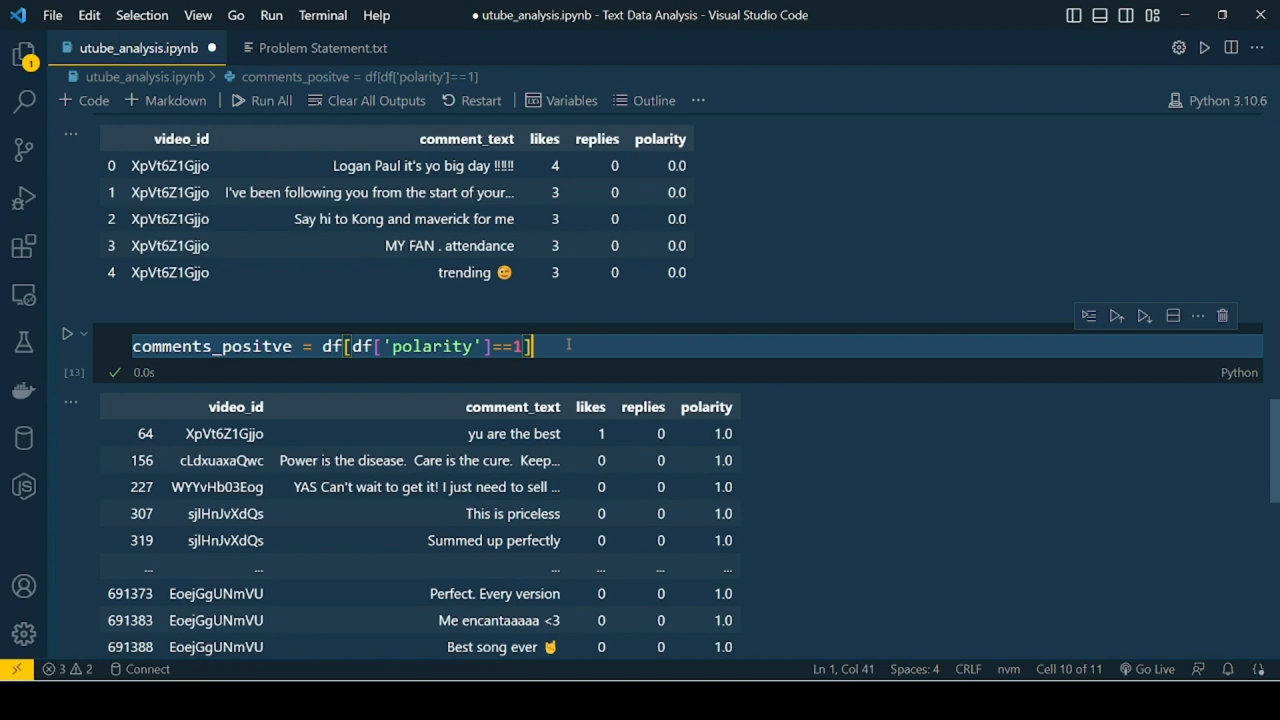 File Edit Selection View Go Run Terminal Help
● utube_analysis.ipynb - Text Data Analysis - Visual Studio Code
utube_analysis.ipynb ● Problem Statement.txt
utube_analysis.ipynb > comments_positve = df[df['polarity']==1]
+ Code + Markdown Run All Clear All Outputs Restart Variables Outline ... Python 3.10.6
... video_id comment_text likes replies polarity
0 XpVt6Z1Gjjo Logan Paul it's yo big day !!!!!! 4 0 0.0
1 XpVt6Z1Gjjo I've been following you from the start of your... 3 0 0.0
2 XpVt6Z1Gjjo Say hi to Kong and maverick for me 3 0 0.0
3 XpVt6Z1Gjjo MY FAN . attendance 3 0 0.0
4 XpVt6Z1Gjjo trending 😉 3 0 0.0
comments_positve = df[df['polarity']==1]
[13] 0.0s Python
... video_id comment_text likes replies polarity
64 XpVt6Z1Gjjo yu are the best 1 0 1.0
156 cLdxuaxaQwc Power is the disease. Care is the cure. Keep... 0 0 1.0
227 WYYvHb03Eog YAS Can't wait to get it! I just need to sell ... 0 0 1.0
307 sjlHnJvXdQs This is priceless 0 0 1.0
319 sjlHnJvXdQs Summed up perfectly 0 0 1.0
... ... ... ... ... ...
691373 EoejGgUNmVU Perfect. Every version 0 0 1.0
691383 EoejGgUNmVU Me encantaaaaa <3 0 0 1.0
691388 EoejGgUNmVU Best song ever 🤘 0 0 1.0
3 2 Connect Ln 1, Col 41 Spaces: 4 CRLF nvm Cell 10 of 11 Go Live